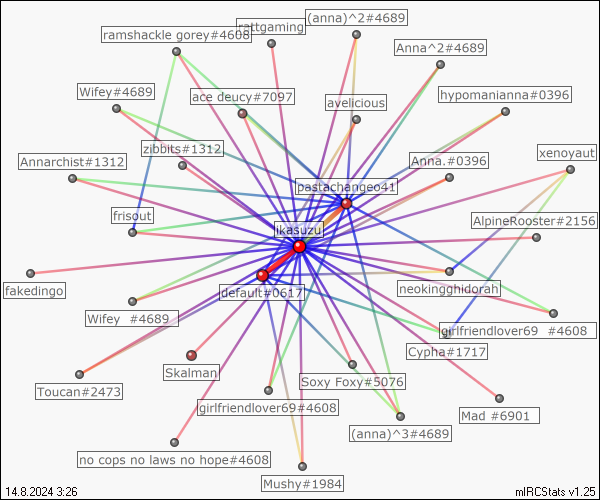 rattgaming
(anna)^2#4689
ramshackle gorey#4608
Anna^2#4689
Wifey#4689
ace deucy#7097
hypomanianna#0396
avelicious
zibbits#1312
xenoyaut
Annarchist#1312
Anna.#0396
pastachangeo41
frisout
AlpineRooster#2156
ikasuzu
fakedingo
default#0617
neokingghidorah
Wifey #4689
girlfriendlover69 #4608
Cypha#1717
Skalman
Soxy Foxy#5076
Toucan#2473
girlfriendlover69#4608
Mad #6901
(anna)^3#4689
no cops no laws no hope#4608
Mushy#1984
14.8.2024 3:26
mIRCStats v1.25